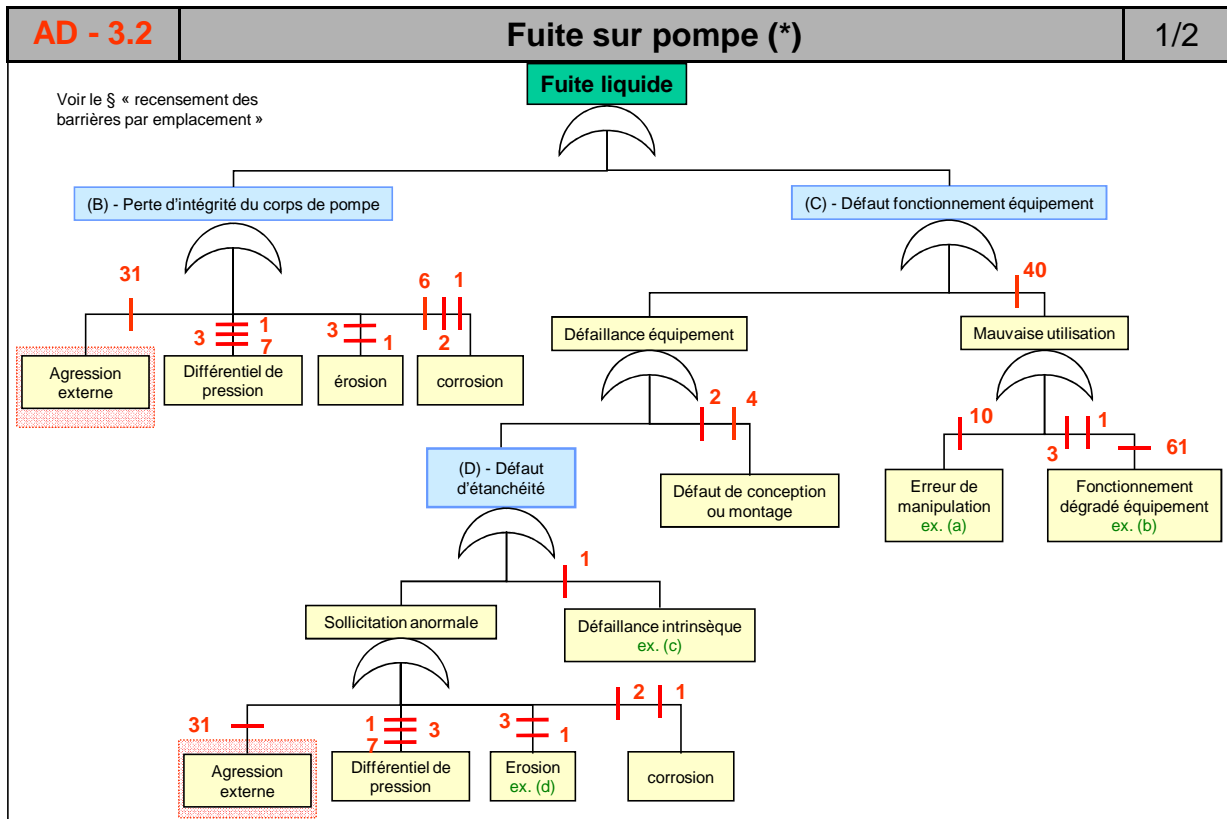 AD - 3.2
Fuite sur pompe (*)
1/2
Fuite liquide
Voir le § « recensement des
barrières par emplacement »
(B) - Perte d'intégrité du corps de pompe
(C) - Défaut fonctionnement équipement
31
6
1
40
3
1
7
3
1
2
Défaillance équipement
Mauvaise utilisation
Agression
externe
Différentiel de
pression
érosion
corrosion
2
4
10
1
3
61
(D) - Défaut
d'étanchéité
Défaut de conception
ou montage
Erreur de
manipulation
ex. (a)
Fonctionnement
dégradé équipement
ex. (b)
1
Sollicitation anormale
Défaillance intrinsèque
ex. (c)
31
1
7
3
3
1
2
1
Agression
externe
Différentiel de
pression
Erosion
ex. (d)
corrosion